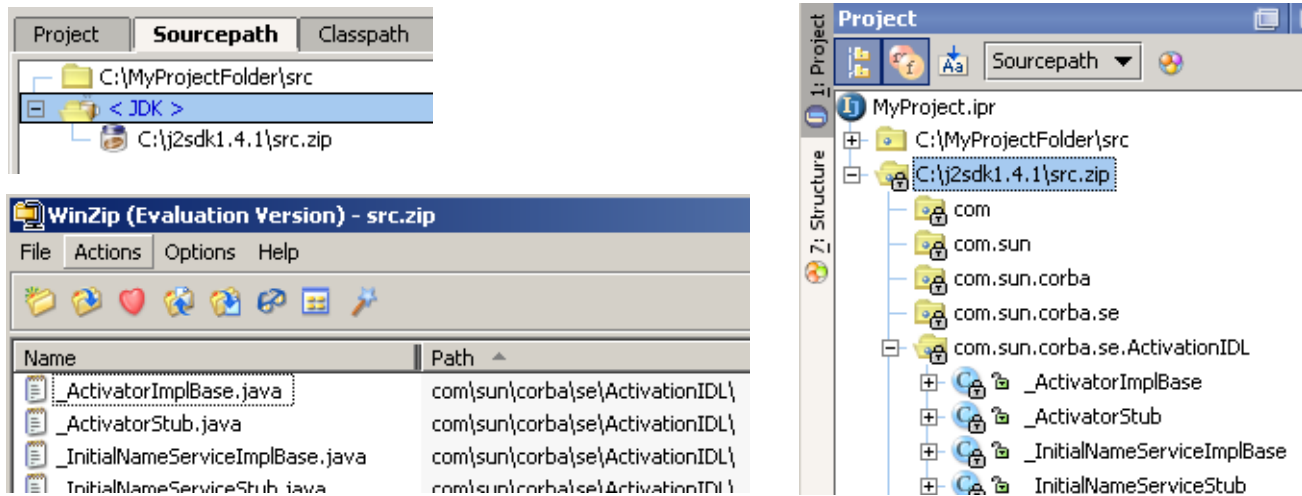 Project Sourcepath Classpath
C:\MyProjectFolder\src
< JDK >
C:\j2sdk1.4.1\src.zip
WinZip (Evaluation Version) - src.zip
File Actions Options Help
Name Path
_ActivatorImplBase.java com\sun\corba\se\ActivationIDL\
_ActivatorStub.java com\sun\corba\se\ActivationIDL\
_InitialNameServiceImplBase.java com\sun\corba\se\ActivationIDL\
_InitialNameServiceStub.java com\sun\corba\se\ActivationIDL\
1: Project
7: Structure
Project
Sourcepath
MyProject.ipr
C:\MyProjectFolder\src
C:\j2sdk1.4.1\src.zip
com
com.sun
com.sun.corba
com.sun.corba.se
com.sun.corba.se.ActivationIDL
_ActivatorImplBase
_ActivatorStub
_InitialNameServiceImplBase
_InitialNameServiceStub